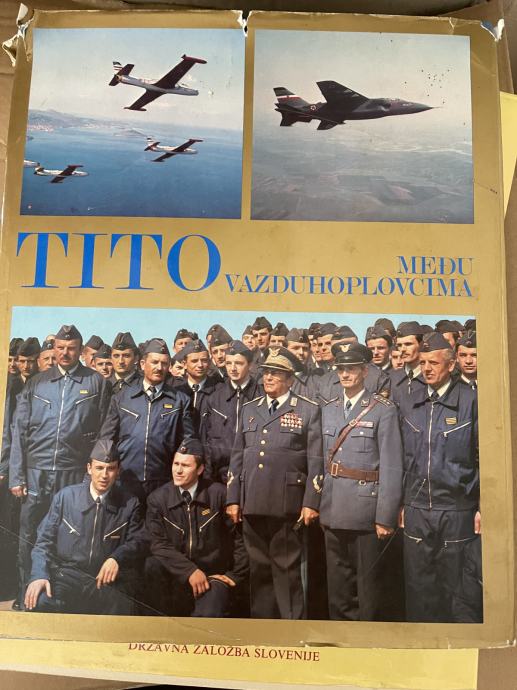 TITO
MEĐU
VAZDUHOPLOVCIMA
DRŽAVNA ZALOŽBA SLOVENIJE